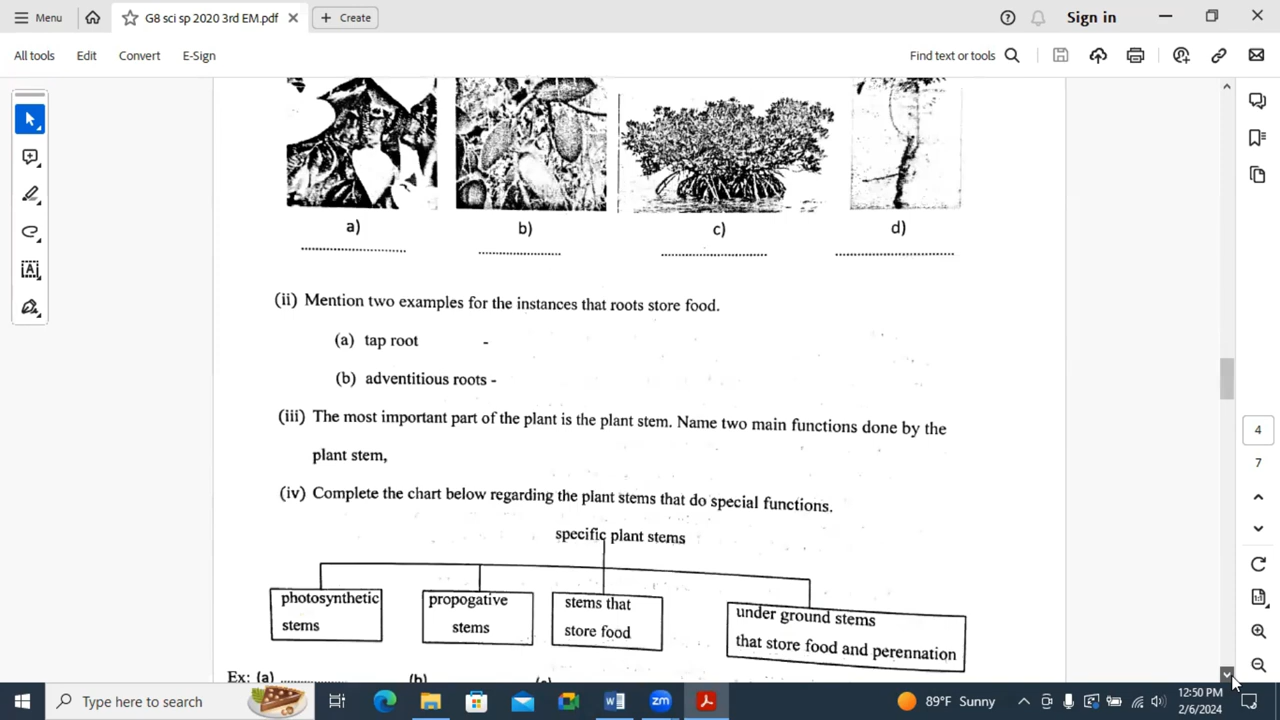 Menu
G8 sci sp 2020 3rd EM.pdf
Create
Sign in
All tools
Edit
Convert
E-Sign
Find text or tools
a)
b)
c)
d)
(ii) Mention two examples for the instances that roots store food.
(a) tap root -
(b) adventitious roots -
(iii) The most important part of the plant is the plant stem. Name two main functions done by the
plant stem,
(iv) Complete the chart below regarding the plant stems that do special functions.
specific plant stems
photosynthetic
stems
propogative
stems
stems that
store food
under ground stems
that store food and perennation
Ex: (a) ................
(b)
(c)
4
7
Type here to search
W
zm
89°F Sunny
12:50 PM
2/6/2024